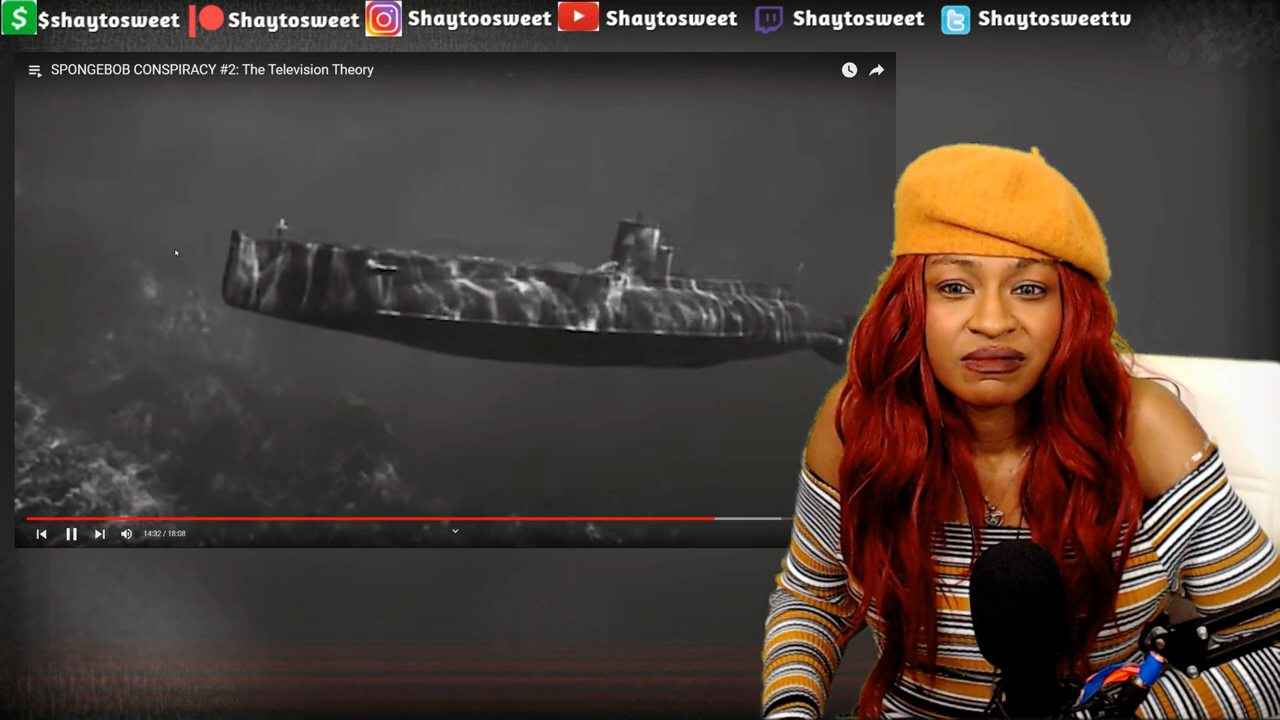 $shaytosweet Shaytosweet Shaytoosweet Shaytosweet Shaytosweet Shaytosweettv
SPONGEBOB CONSPIRACY #2: The Television Theory
14:32 / 18:08